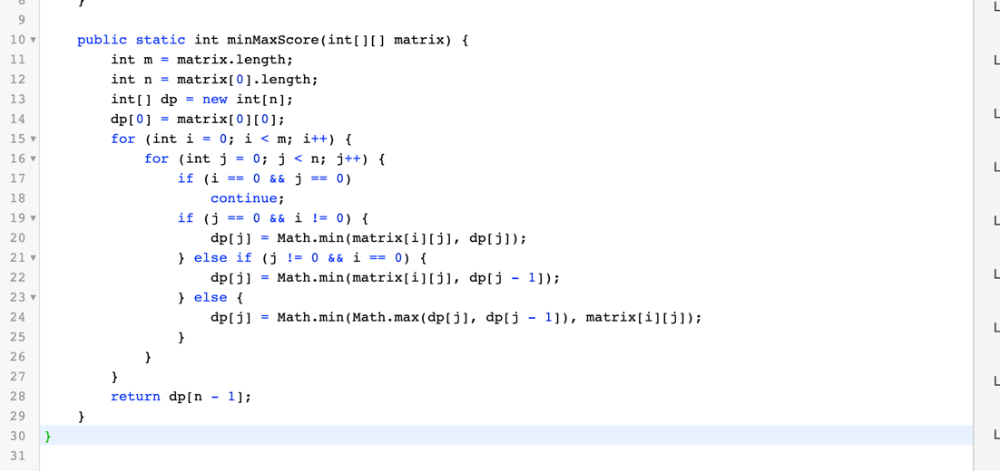 8        }
9
10    public static int minMaxScore(int[][] matrix) {
11        int m = matrix.length;
12        int n = matrix[0].length;
13        int[] dp = new int[n];
14        dp[0] = matrix[0][0];
15        for (int i = 0; i < m; i++) {
16            for (int j = 0; j < n; j++) {
17                if (i == 0 && j == 0)
18                    continue;
19                if (j == 0 && i != 0) {
20                    dp[j] = Math.min(matrix[i][j], dp[j]);
21                } else if (j != 0 && i == 0) {
22                    dp[j] = Math.min(matrix[i][j], dp[j - 1]);
23                } else {
24                    dp[j] = Math.min(Math.max(dp[j], dp[j - 1]), matrix[i][j]);
25                }
26            }
27        }
28        return dp[n - 1];
29    }
30 }
31